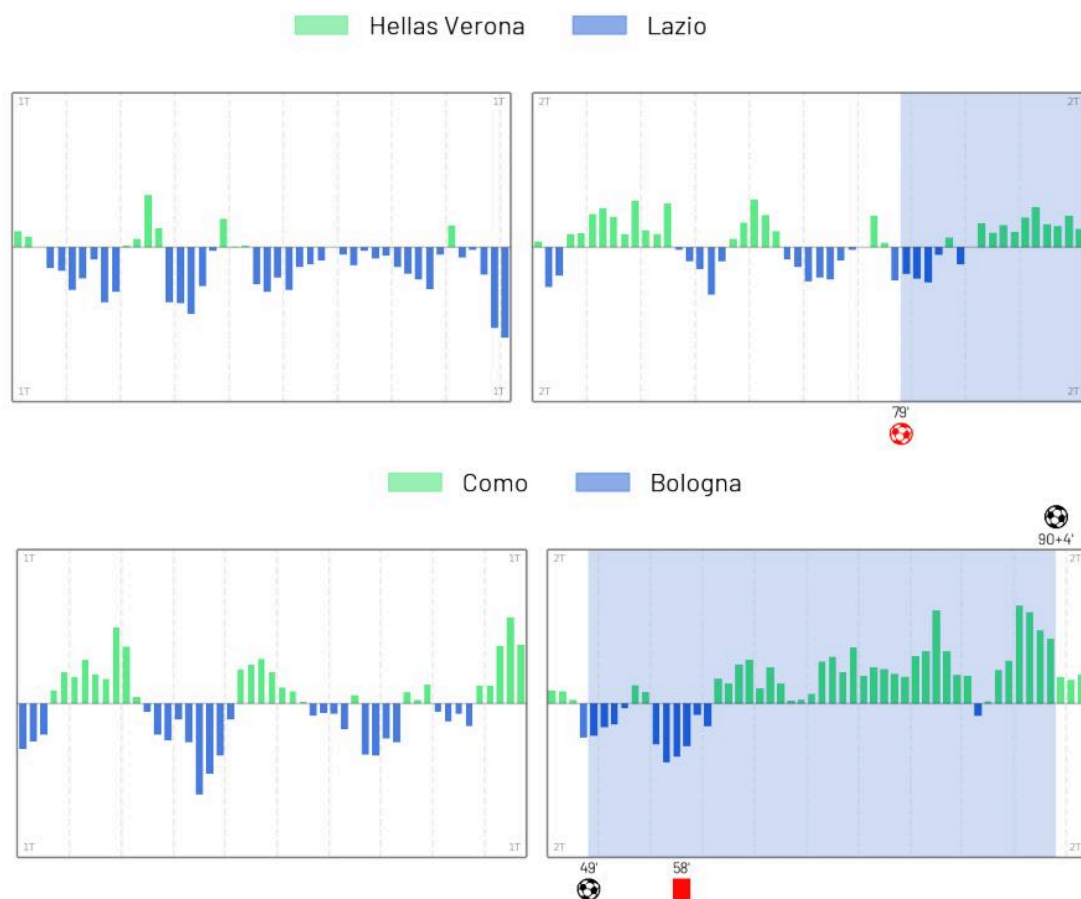 Hellas Verona Lazio
1T 1T 2T 2T
1T 1T 2T 2T
79'
Como Bologna
90+4'
1T 1T 2T 2T
1T 1T 2T 2T
49' 58'